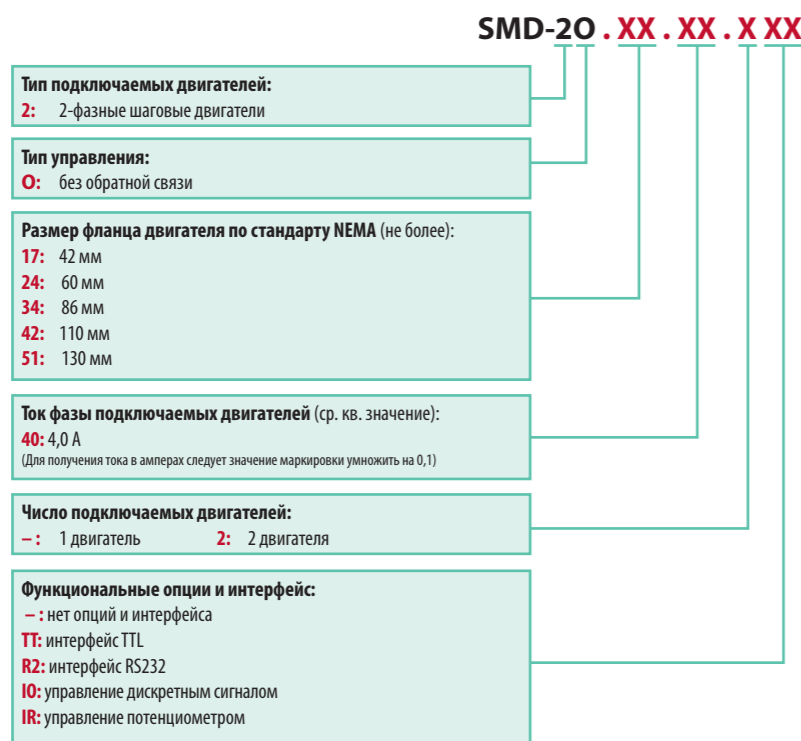 SMD-2O . XX . XX . X XX
Тип подключаемых двигателей:
2: 2-фазные шаговые двигатели
Тип управления:
O: без обратной связи
Размер фланца двигателя по стандарту NEMA (не более):
17: 42 мм
24: 60 мм
34: 86 мм
42: 110 мм
51: 130 мм
Ток фазы подключаемых двигателей (ср. кв. значение):
40: 4,0 А
(Для получения тока в амперах следует значение маркировки умножить на 0,1)
Число подключаемых двигателей:
– : 1 двигатель 2: 2 двигателя
Функциональные опции и интерфейс:
– : нет опций и интерфейса
TT: интерфейс TTL
R2: интерфейс RS232
IO: управление дискретным сигналом
IR: управление потенциометром